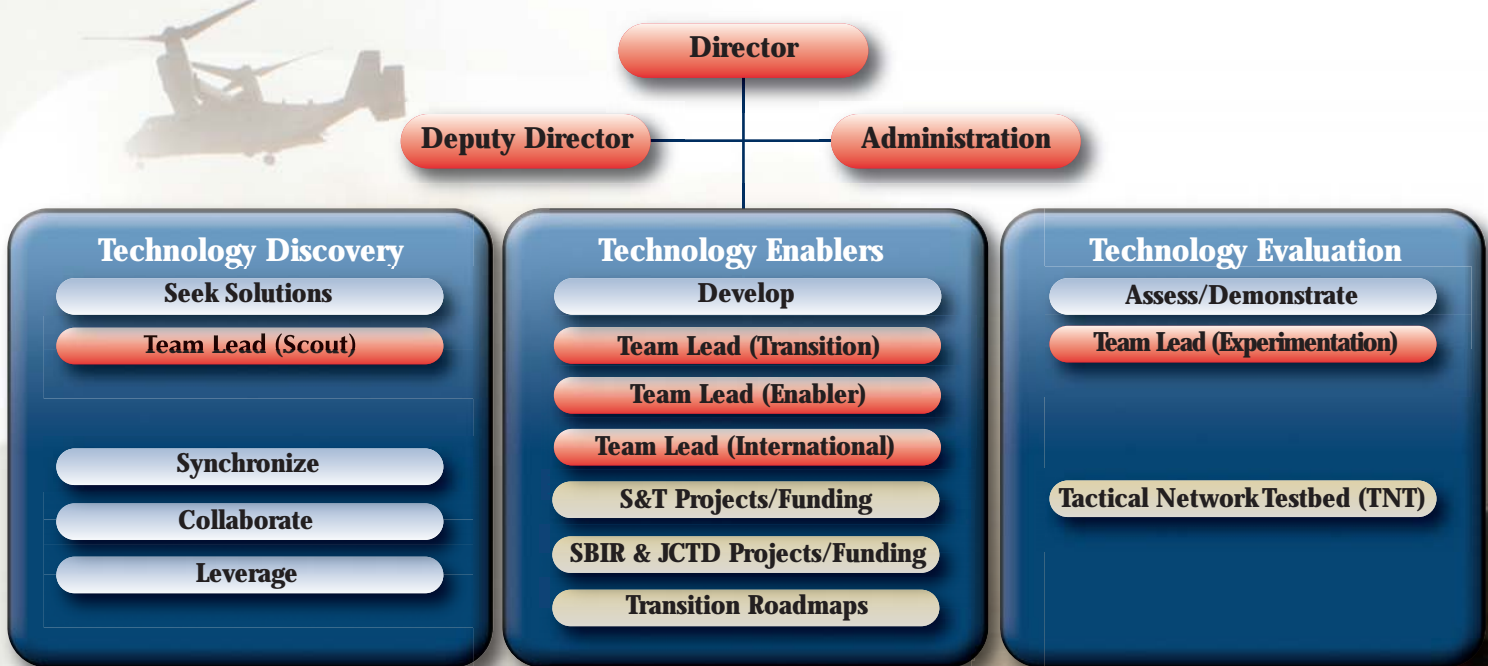 Director
Deputy Director
Administration
Technology Discovery
Seek Solutions
Team Lead (Scout)
Synchronize
Collaborate
Leverage
Technology Enablers
Develop
Team Lead (Transition)
Team Lead (Enabler)
Team Lead (International)
S&T Projects/Funding
SBIR & JCTD Projects/Funding
Transition Roadmaps
Technology Evaluation
Assess/Demonstrate
Team Lead (Experimentation)
Tactical Network Testbed (TNT)